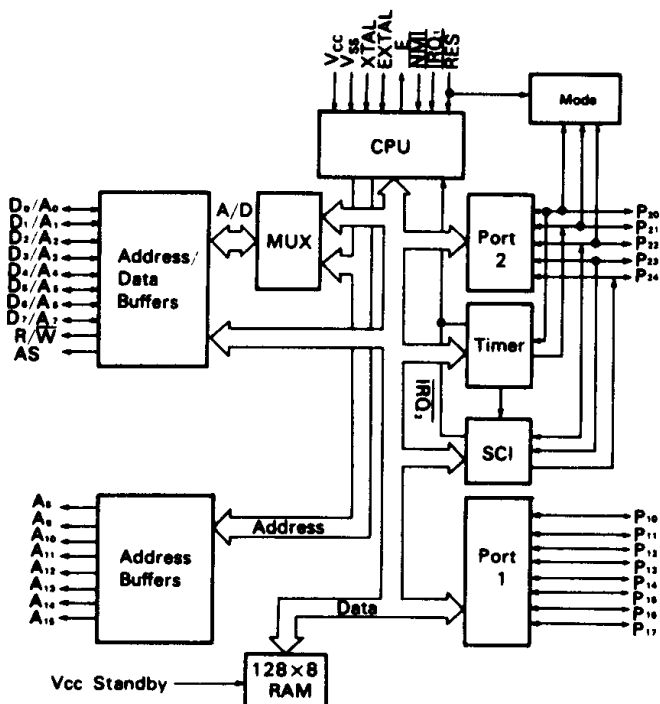 Vcc
Vss
XTAL
EXTAL
E
NMI
IRQ₁
RES
Mode
CPU
D₀/A₀
D₁/A₁
D₂/A₂
D₃/A₃
D₄/A₄
D₅/A₅
D₆/A₆
D₇/A₇
R/W
AS
Address/
Data
Buffers
A/D
MUX
Port
2
P₂₀
P₂₁
P₂₂
P₂₃
P₂₄
Timer
IRQ₂
SCI
A₈
A₉
A₁₀
A₁₁
A₁₂
A₁₃
A₁₄
A₁₅
Address
Buffers
Address
Data
Port
1
P₁₀
P₁₁
P₁₂
P₁₃
P₁₄
P₁₅
P₁₆
P₁₇
Vcc Standby
128×8
RAM